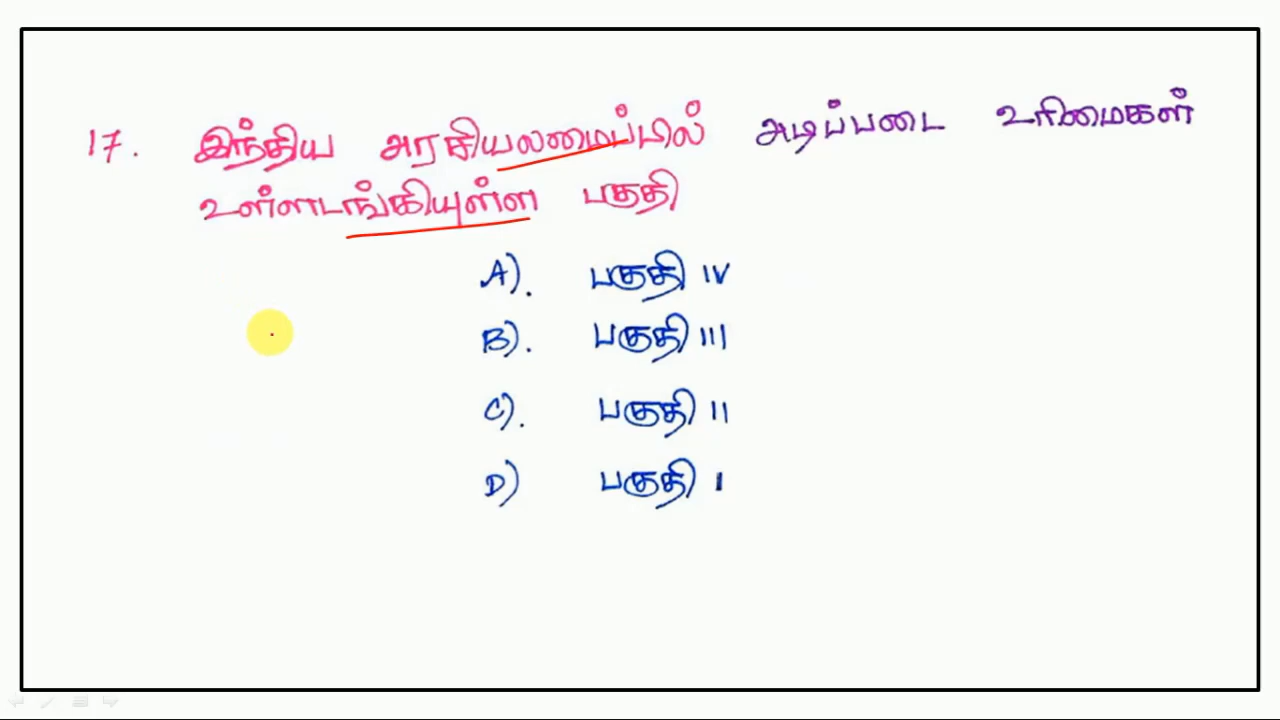 17. இந்திய அரசியலமைப்பில் அடிப்படை உரிமைகள்
உள்ளடங்கியுள்ள பகுதி
A). பகுதி IV
B). பகுதி III
C). பகுதி II
D) பகுதி I